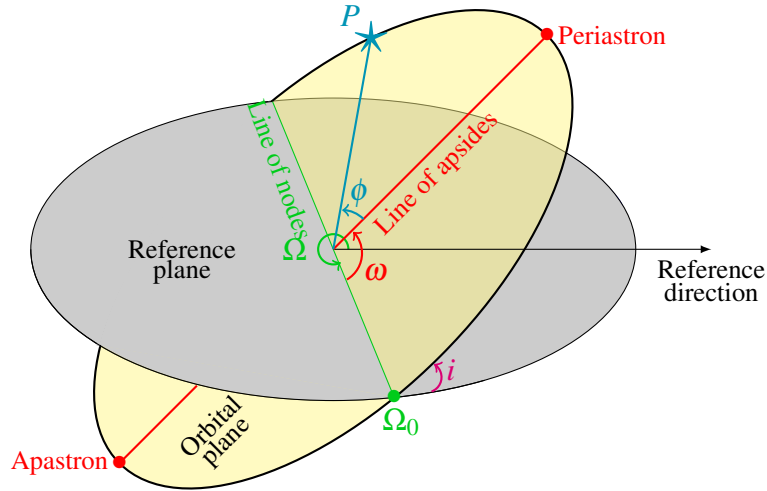 P
Periastron
Line of nodes
Line of apsides
ϕ
Ω
ω
Reference
plane
Reference
direction
i
Orbital
plane
Ω₀
Apastron